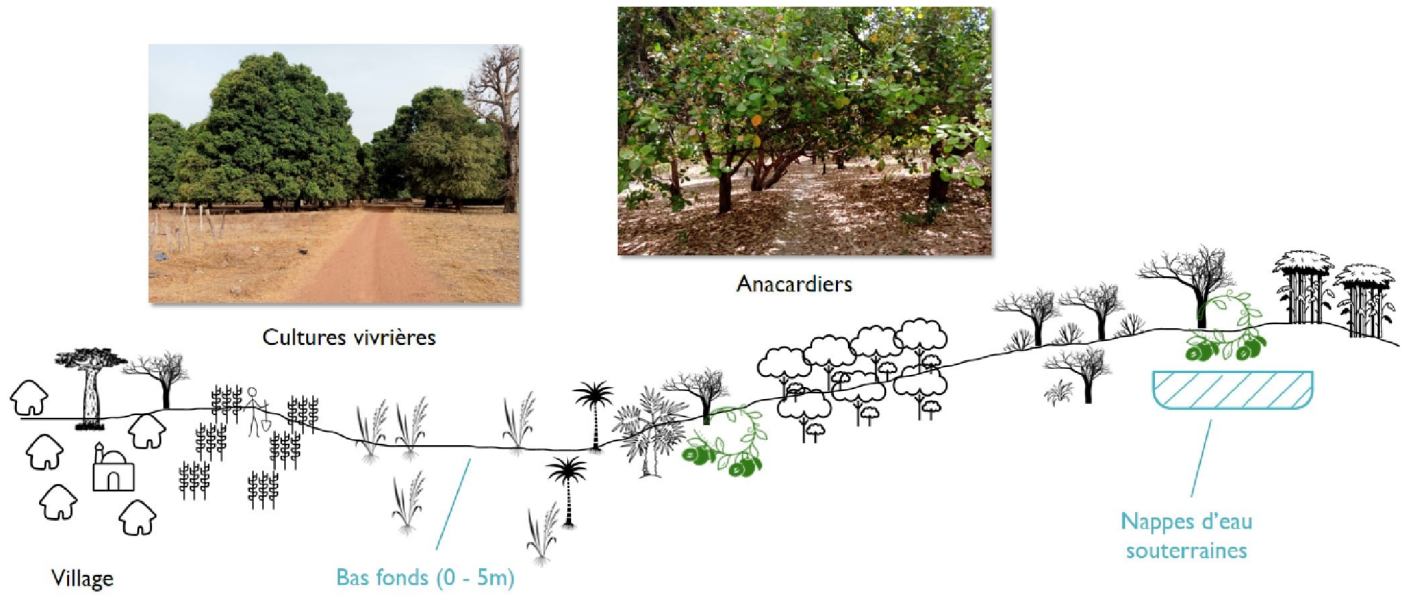 Anacardiers
Cultures vivrières
Nappes d'eau
souterraines
Village
Bas fonds (0 - 5m)